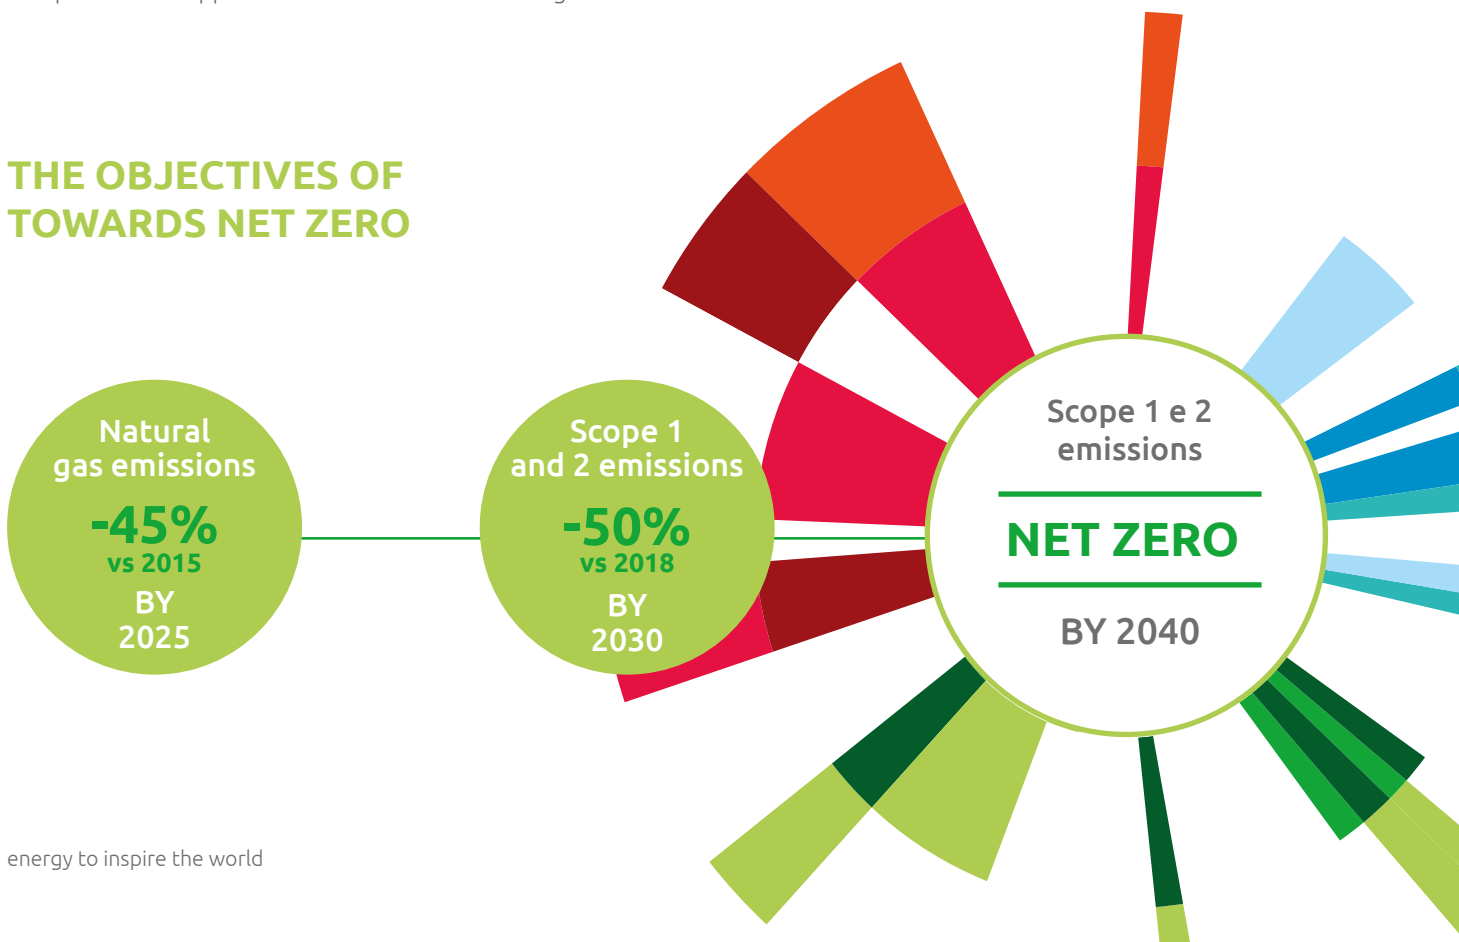 THE OBJECTIVES OF
TOWARDS NET ZERO
Natural
gas emissions
-45%
vs 2015
BY
2025
Scope 1
and 2 emissions
-50%
vs 2018
BY
2030
Scope 1 e 2
emissions
NET ZERO
BY 2040
energy to inspire the world